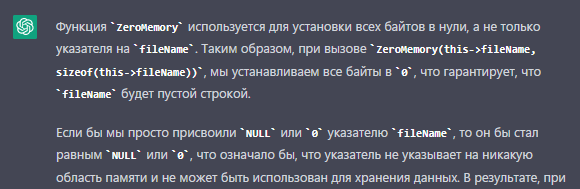 Функция `ZeroMemory` используется для установки всех байтов в нули, а не только
указателя на `fileName`. Таким образом, при вызове `ZeroMemory(this->fileName,
sizeof(this->fileName))`, мы устанавливаем все байты в `0`, что гарантирует, что
`fileName` будет пустой строкой.
Если бы мы просто присвоили `NULL` или `0` указателю `fileName`, то он бы стал
равным `NULL` или `0`, что означало бы, что указатель не указывает на никакую
область памяти и не может быть использован для хранения данных. В результате, при